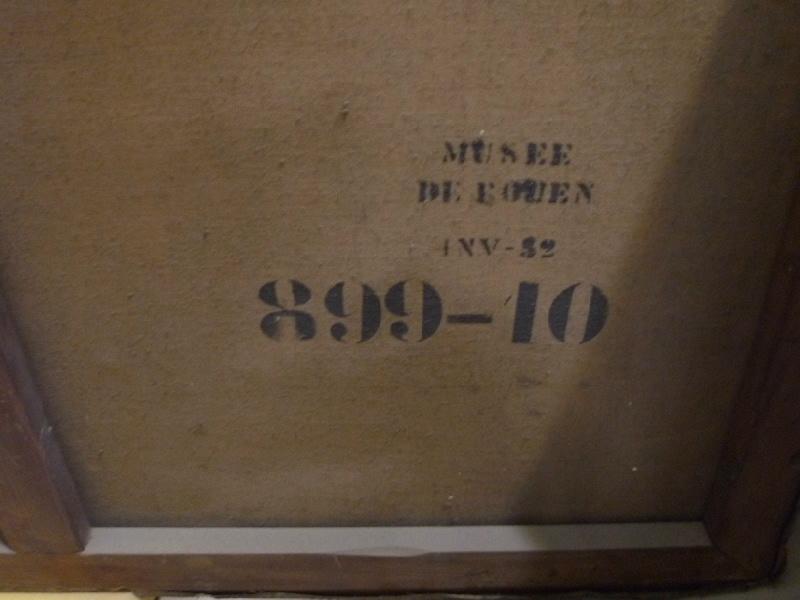 MUSEE
DE ROUEN
INV-52
899-10